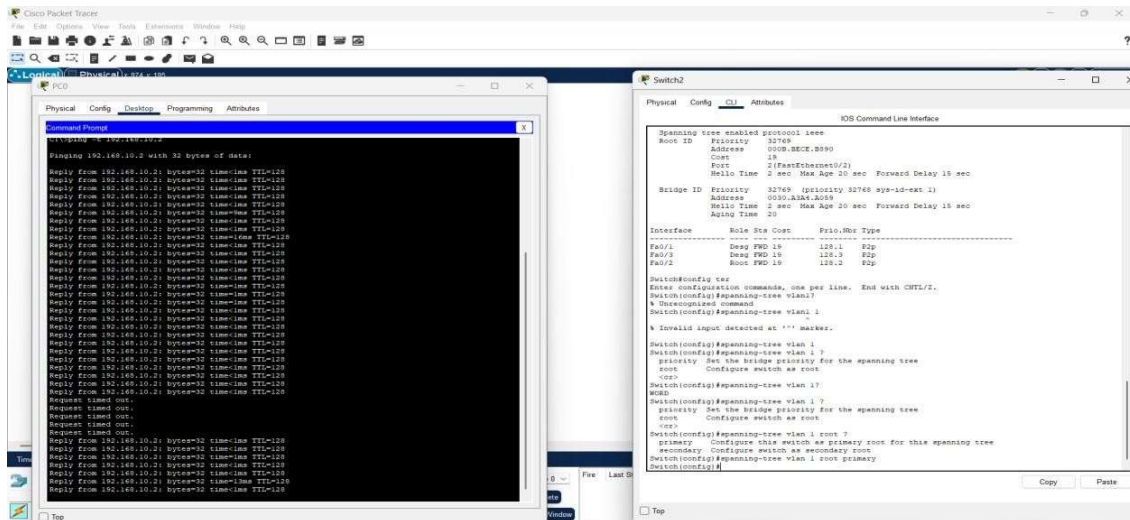 Cisco Packet Tracer
File Edit Options View Tools Extensions Window Help
Logical Physical x 974 y 195
PC0
Physical Config Desktop Programming Attributes
Command Prompt X
C:\>ping -t 192.168.10.2
Pinging 192.168.10.2 with 32 bytes of data:
Reply from 192.168.10.2: bytes=32 time<1ms TTL=128
Reply from 192.168.10.2: bytes=32 time<1ms TTL=128
Reply from 192.168.10.2: bytes=32 time<1ms TTL=128
Reply from 192.168.10.2: bytes=32 time<1ms TTL=128
Reply from 192.168.10.2: bytes=32 time<1ms TTL=128
Reply from 192.168.10.2: bytes=32 time=9ms TTL=128
Reply from 192.168.10.2: bytes=32 time<1ms TTL=128
Reply from 192.168.10.2: bytes=32 time<1ms TTL=128
Reply from 192.168.10.2: bytes=32 time=16ms TTL=128
Reply from 192.168.10.2: bytes=32 time<1ms TTL=128
Reply from 192.168.10.2: bytes=32 time<1ms TTL=128
Reply from 192.168.10.2: bytes=32 time<1ms TTL=128
Reply from 192.168.10.2: bytes=32 time<1ms TTL=128
Reply from 192.168.10.2: bytes=32 time<1ms TTL=128
Reply from 192.168.10.2: bytes=32 time<1ms TTL=128
Reply from 192.168.10.2: bytes=32 time=1ms TTL=128
Reply from 192.168.10.2: bytes=32 time=1ms TTL=128
Reply from 192.168.10.2: bytes=32 time<1ms TTL=128
Reply from 192.168.10.2: bytes=32 time<1ms TTL=128
Reply from 192.168.10.2: bytes=32 time<1ms TTL=128
Reply from 192.168.10.2: bytes=32 time<1ms TTL=128
Reply from 192.168.10.2: bytes=32 time=1ms TTL=128
Reply from 192.168.10.2: bytes=32 time<1ms TTL=128
Reply from 192.168.10.2: bytes=32 time<1ms TTL=128
Reply from 192.168.10.2: bytes=32 time<1ms TTL=128
Reply from 192.168.10.2: bytes=32 time<1ms TTL=128
Request timed out.
Request timed out.
Request timed out.
Request timed out.
Request timed out.
Request timed out.
Reply from 192.168.10.2: bytes=32 time<1ms TTL=128
Reply from 192.168.10.2: bytes=32 time<1ms TTL=128
Reply from 192.168.10.2: bytes=32 time=1ms TTL=128
Reply from 192.168.10.2: bytes=32 time<1ms TTL=128
Reply from 192.168.10.2: bytes=32 time=13ms TTL=128
Reply from 192.168.10.2: bytes=32 time<1ms TTL=128
Top
Fire Last
Switch2
Physical Config CLI Attributes
IOS Command Line Interface
Spanning tree enabled protocol ieee
Root ID Priority 32769
Address 000B.BECE.B890
Cost 19
Port 2(FastEthernet0/2)
Hello Time 2 sec Max Age 20 sec Forward Delay 15 sec
Bridge ID Priority 32769 (priority 32768 sys-id-ext 1)
Address 0030.A3A4.A059
Hello Time 2 sec Max Age 20 sec Forward Delay 15 sec
Aging Time 20
Interface Role Sts Cost Prio.Nbr Type
---------------- ---- --- --------- -------- --------------------------------
Fa0/1 Desg FWD 19 128.1 P2p
Fa0/3 Desg FWD 19 128.3 P2p
Fa0/2 Root FWD 19 128.2 P2p
Switch#config ter
Enter configuration commands, one per line. End with CNTL/Z.
Switch(config)#spanning-tree vlan1?
% Unrecognized command
Switch(config)#spanning-tree vlan1 1
^
% Invalid input detected at '^' marker.
Switch(config)#spanning-tree vlan 1
Switch(config)#spanning-tree vlan 1 ?
priority Set the bridge priority for the spanning tree
root Configure switch as root
<cr>
Switch(config)#spanning-tree vlan 1?
WORD
Switch(config)#spanning-tree vlan 1 ?
priority Set the bridge priority for the spanning tree
root Configure switch as root
<cr>
Switch(config)#spanning-tree vlan 1 root ?
primary Configure this switch as primary root for this spanning tree
secondary Configure switch as secondary root
Switch(config)#spanning-tree vlan 1 root primary
Switch(config)#
Copy Paste
Top